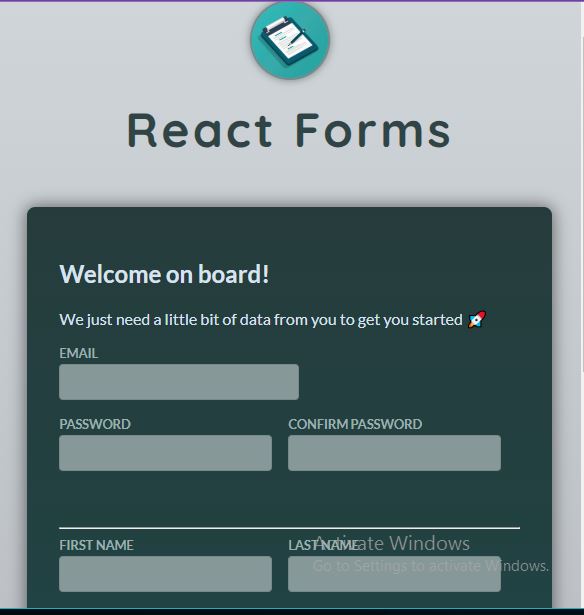 React Forms
Welcome on board!
We just need a little bit of data from you to get you started 🚀
EMAIL
PASSWORD CONFIRM PASSWORD
FIRST NAME LAST NAME
Activate Windows
Go to Settings to activate Windows.